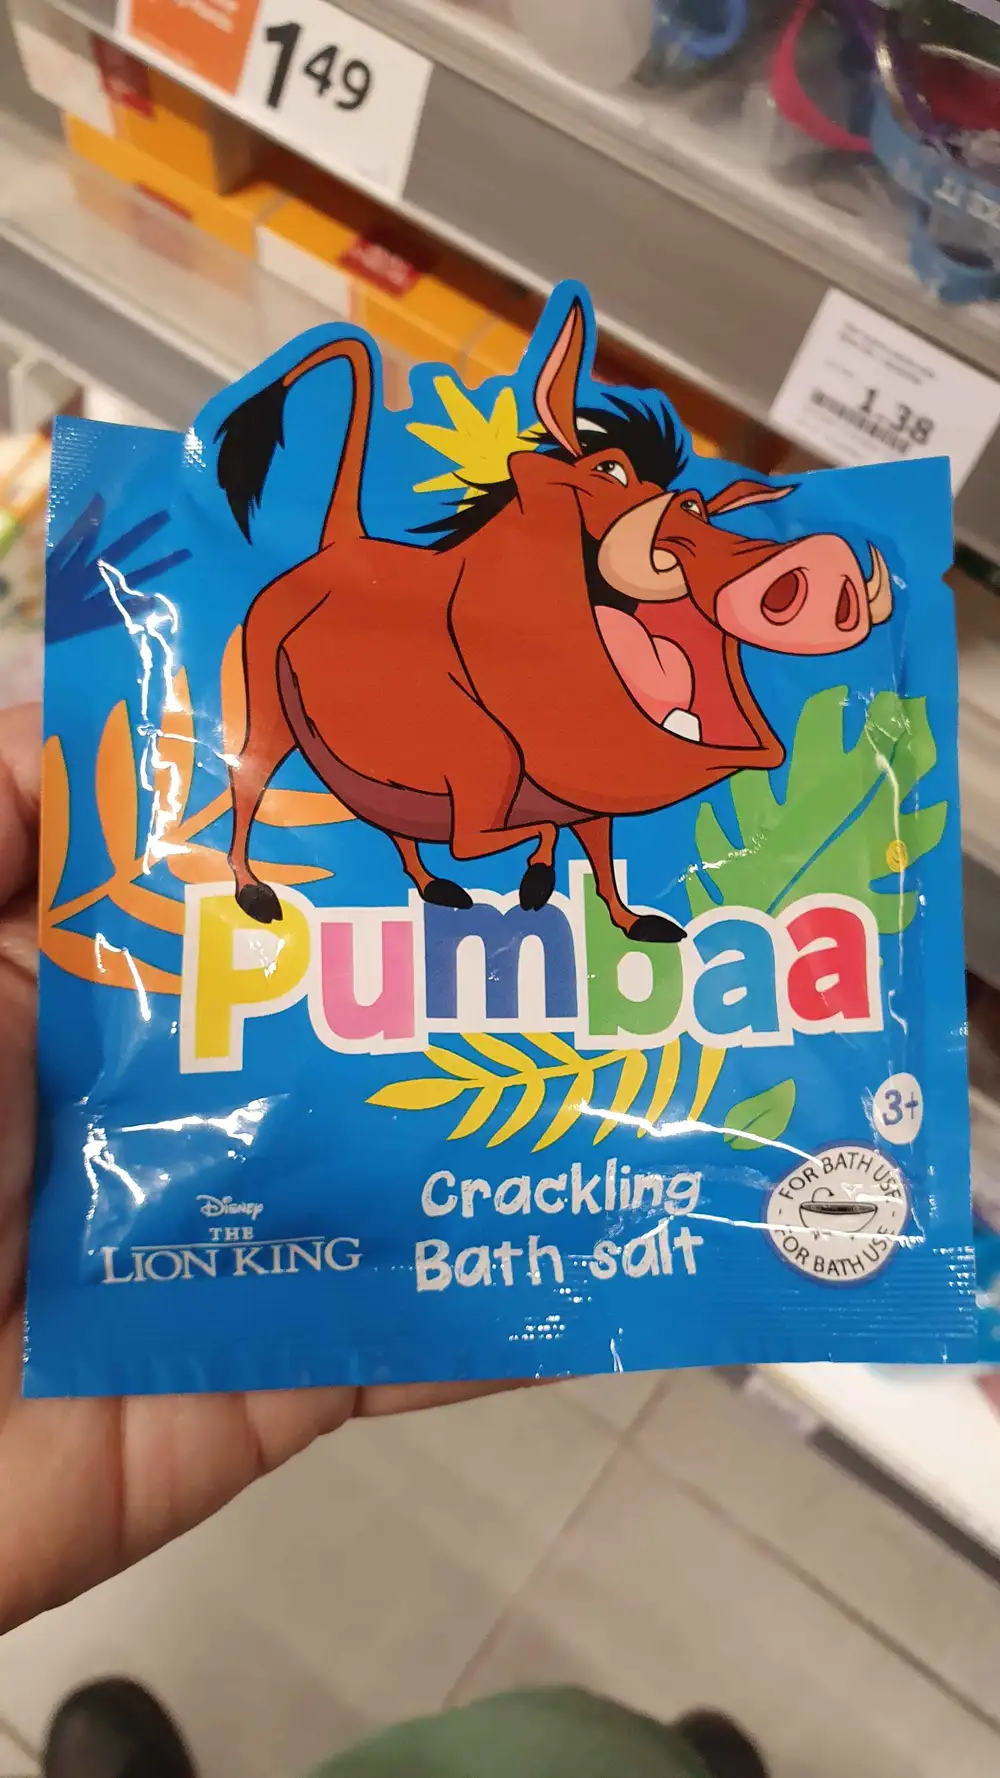 1 49
1.38
Pumbaa
3+
Disney
THE
LION KING
Crackling
Bath salt
- FOR BATH USE -
FOR BATH USE